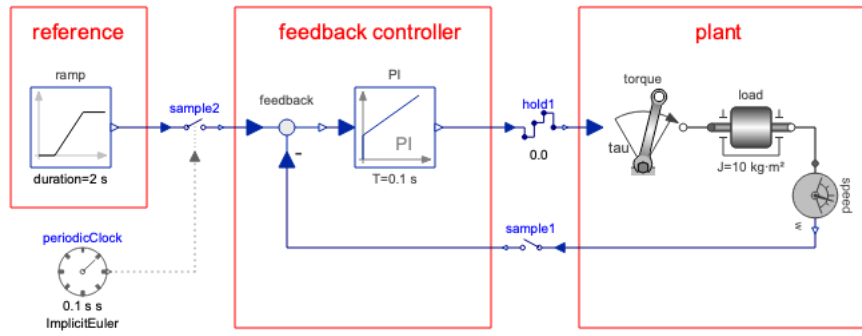 reference
feedback controller
plant
ramp
duration=2 s
sample2
feedback
-
PI
PI
T=0.1 s
hold1
0.0
torque
tau
load
J=10 kg·m²
speed
w
sample1
periodicClock
0.1 s s
ImplicitEuler